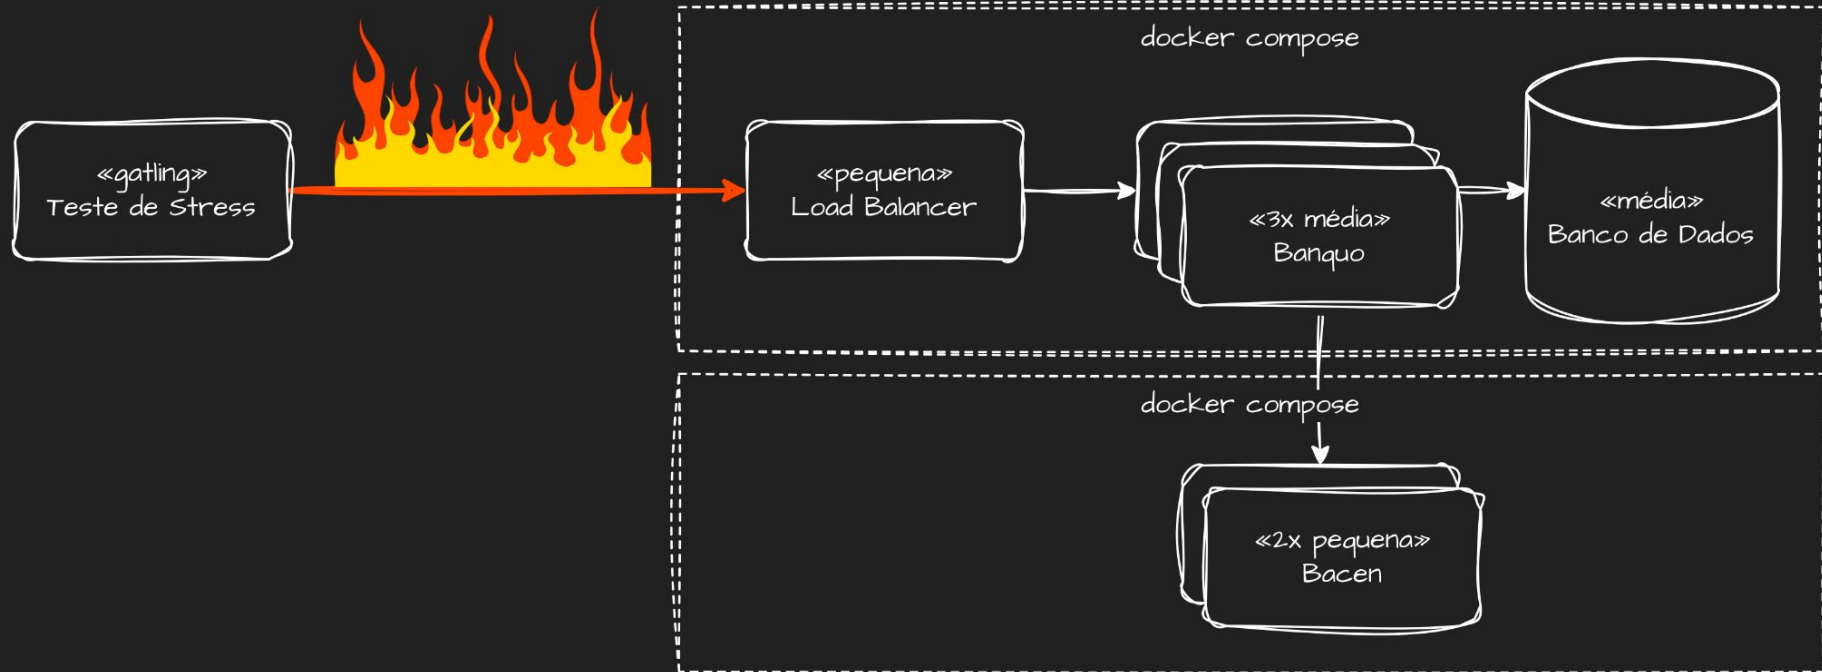 docker compose
«gatling»
Teste de Stress
«pequena»
Load Balancer
«3x média»
Banquo
«média»
Banco de Dados
docker compose
«2x pequena»
Bacen